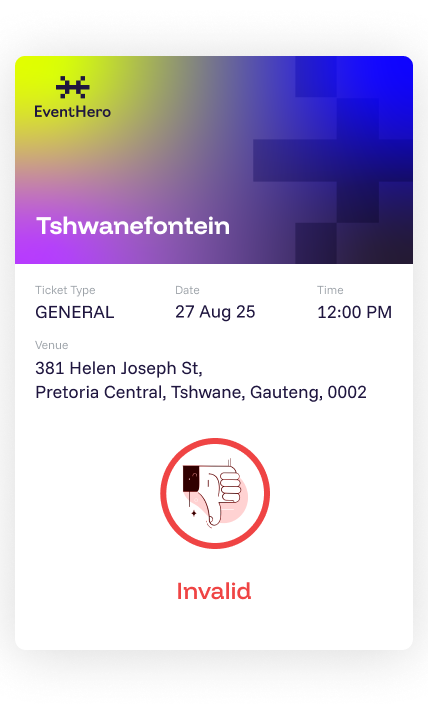 EventHero
Tshwanefontein
Ticket Type
Date
Time
GENERAL
27 Aug 25
12:00 PM
Venue
381 Helen Joseph St,
Pretoria Central, Tshwane, Gauteng, 0002
Invalid